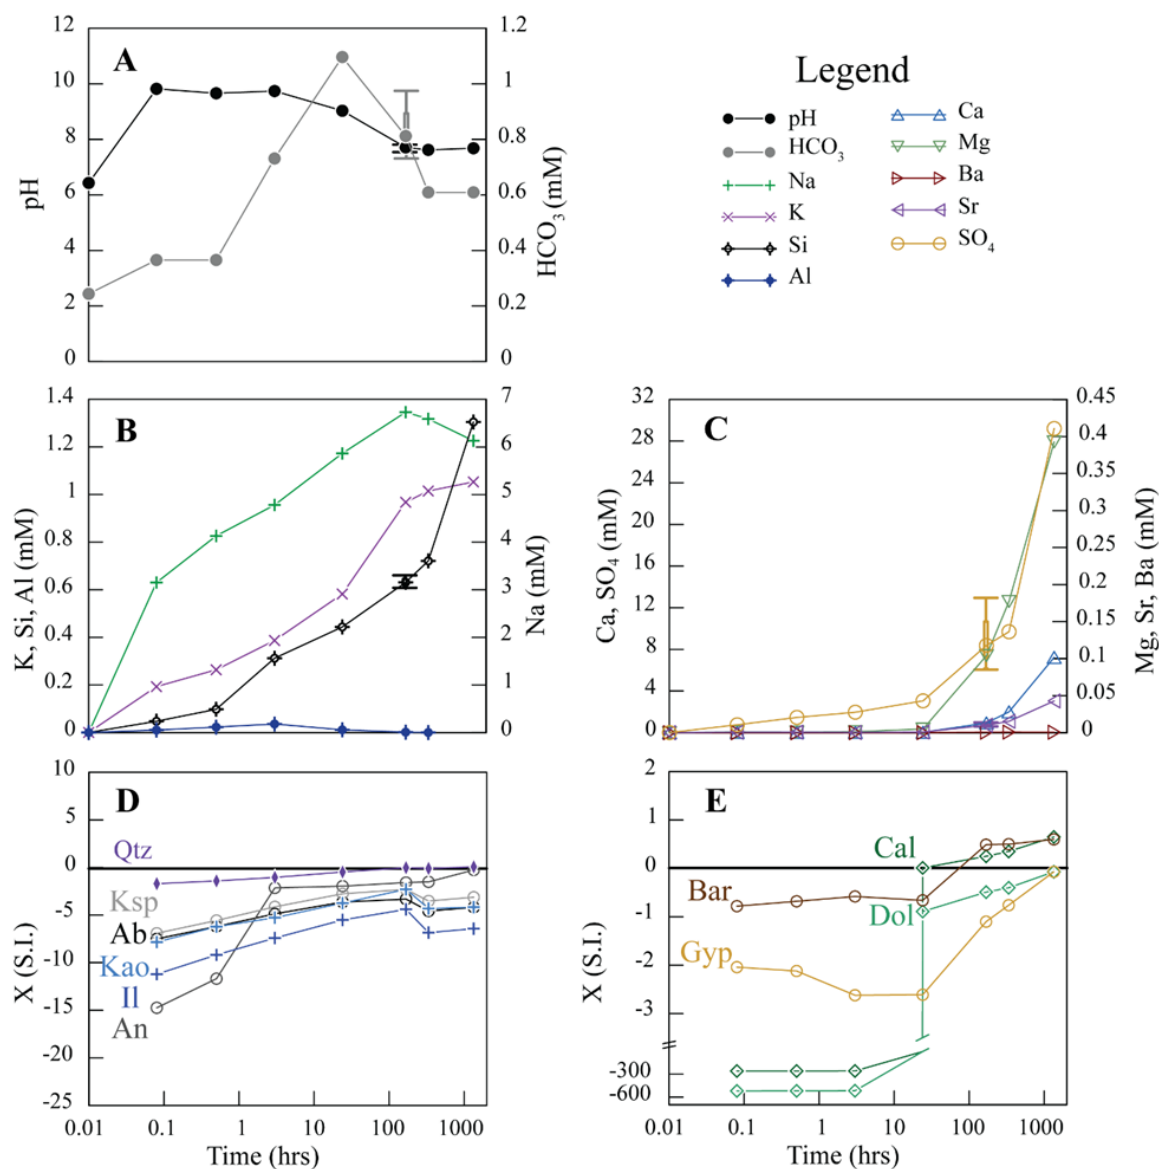 A
12
10
8
6
4
2
0
pH
1.2
1
0.8
0.6
0.4
0.2
0
HCO3 (mM)
Legend
pH
HCO3
Na
K
Si
Al
Ca
Mg
Ba
Sr
SO4
B
1.4
1.2
1
0.8
0.6
0.4
0.2
0
K, Si, Al (mM)
7
6
5
4
3
2
1
0
Na (mM)
C
32
28
24
20
16
12
8
4
0
Ca, SO4 (mM)
0.45
0.4
0.35
0.3
0.25
0.2
0.15
0.1
0.05
0
Mg, Sr, Ba (mM)
D
10
5
0
-5
-10
-15
-20
-25
X (S.I.)
Qtz
Ksp
Ab
Kao
Il
An
0.01
0.1
1
10
100
1000
Time (hrs)
E
2
1
0
-1
-2
-3
-300
-600
X (S.I.)
Cal
Bar
Dol
Gyp
0.01
0.1
1
10
100
1000
Time (hrs)